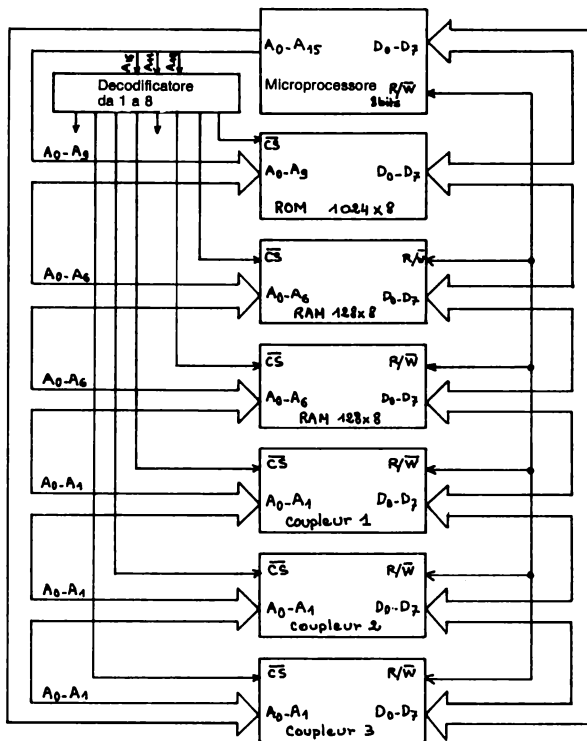 A0-A15 D0-D7
Microprocessore R/W̅
8bits
A11
Decodificatore
da 1 a 8
C̅S̅
A0-A9
A0-A9 D0-D7
ROM 1024x8
C̅S̅ R/W̅
A0-A6
A0-A6 D0-D7
RAM 128x8
C̅S̅ R/W̅
A0-A6
A0-A6 D0-D7
RAM 128x8
C̅S̅ R/W̅
A0-A1
A0-A1 D0-D7
Coupleur 1
C̅S̅ R/W̅
A0-A1
A0-A1 D0-D7
Coupleur 2
C̅S̅ R/W̅
A0-A1
A0-A1 D0-D7
Coupleur 3